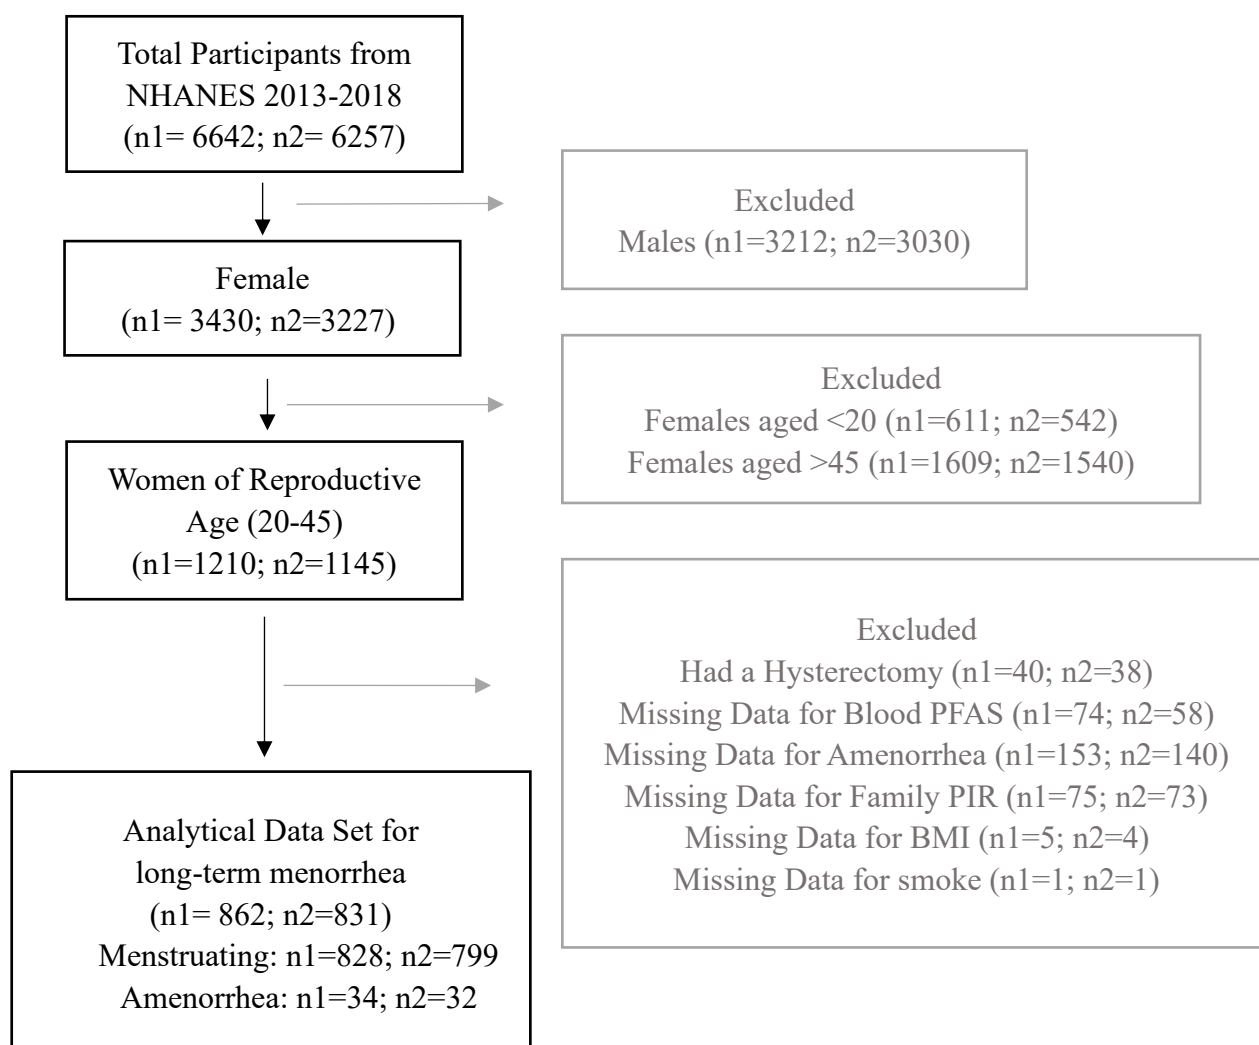 Total Participants from
NHANES 2013-2018
(n1= 6642; n2= 6257)
Excluded
Males (n1=3212; n2=3030)
Female
(n1= 3430; n2=3227)
Excluded
Females aged <20 (n1=611; n2=542)
Females aged >45 (n1=1609; n2=1540)
Women of Reproductive
Age (20-45)
(n1=1210; n2=1145)
Excluded
Had a Hysterectomy (n1=40; n2=38)
Missing Data for Blood PFAS (n1=74; n2=58)
Missing Data for Amenorrhea (n1=153; n2=140)
Missing Data for Family PIR (n1=75; n2=73)
Missing Data for BMI (n1=5; n2=4)
Missing Data for smoke (n1=1; n2=1)
Analytical Data Set for
long-term menorrhea
(n1= 862; n2=831)
Menstruating: n1=828; n2=799
Amenorrhea: n1=34; n2=32